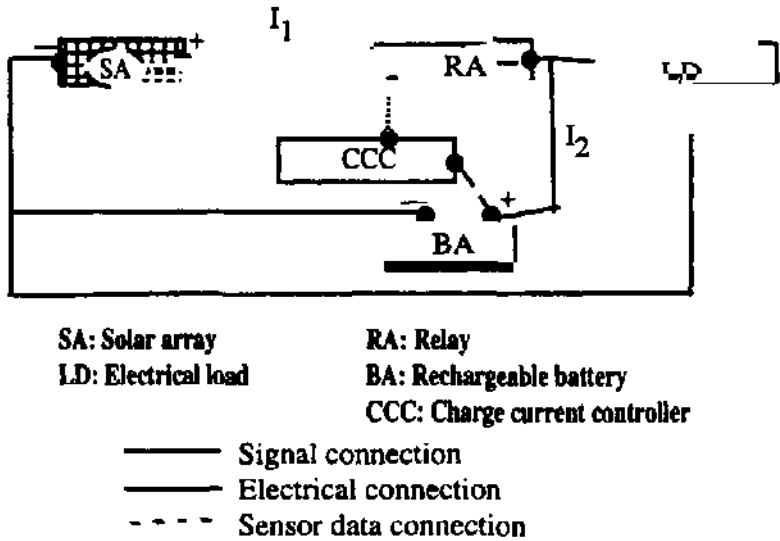 I1
+
SA
RA
LD
CCC
I2
+
BA
SA: Solar array
RA: Relay
LD: Electrical load
BA: Rechargeable battery
CCC: Charge current controller
Signal connection
Electrical connection
Sensor data connection